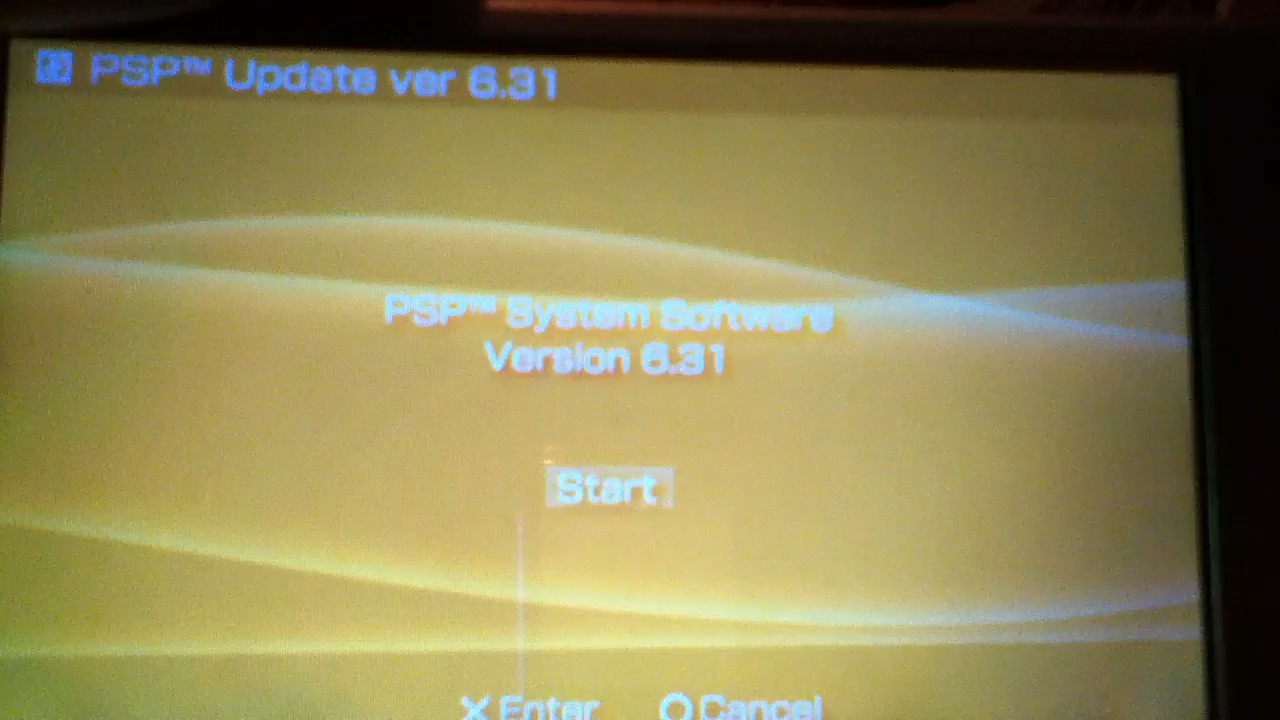 PSP™ Update ver 6.31
PSP™ System Software
Version 6.31
Start
X Enter O Cancel